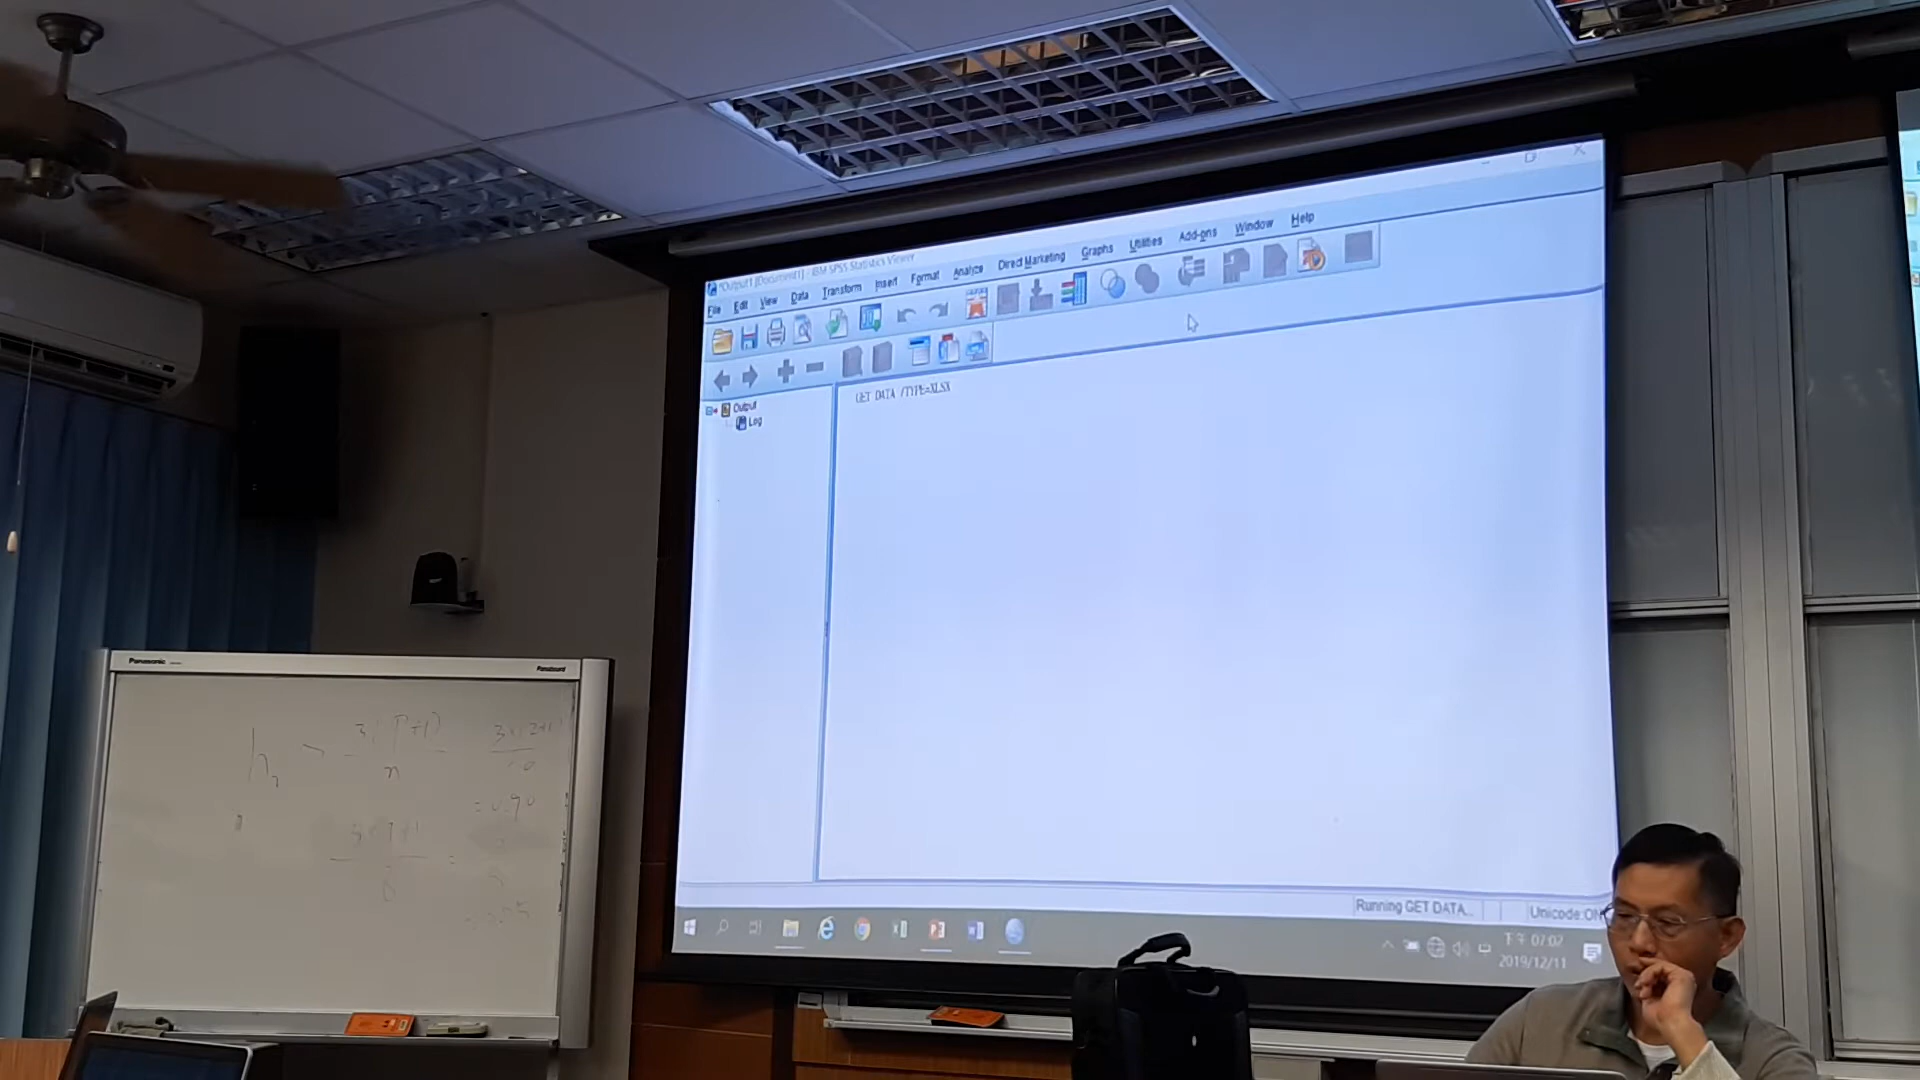 *Output1 [Document1] - IBM SPSS Statistics Viewer
File Edit View Data Transform Insert Format Analyze Direct Marketing Graphs Utilities Add-ons Window Help
GET DATA /TYPE=XLSX
Output
Log
Running GET DATA...
Unicode:ON
下午 07:02
2019/12/11
Panasonic
Panaboard
n